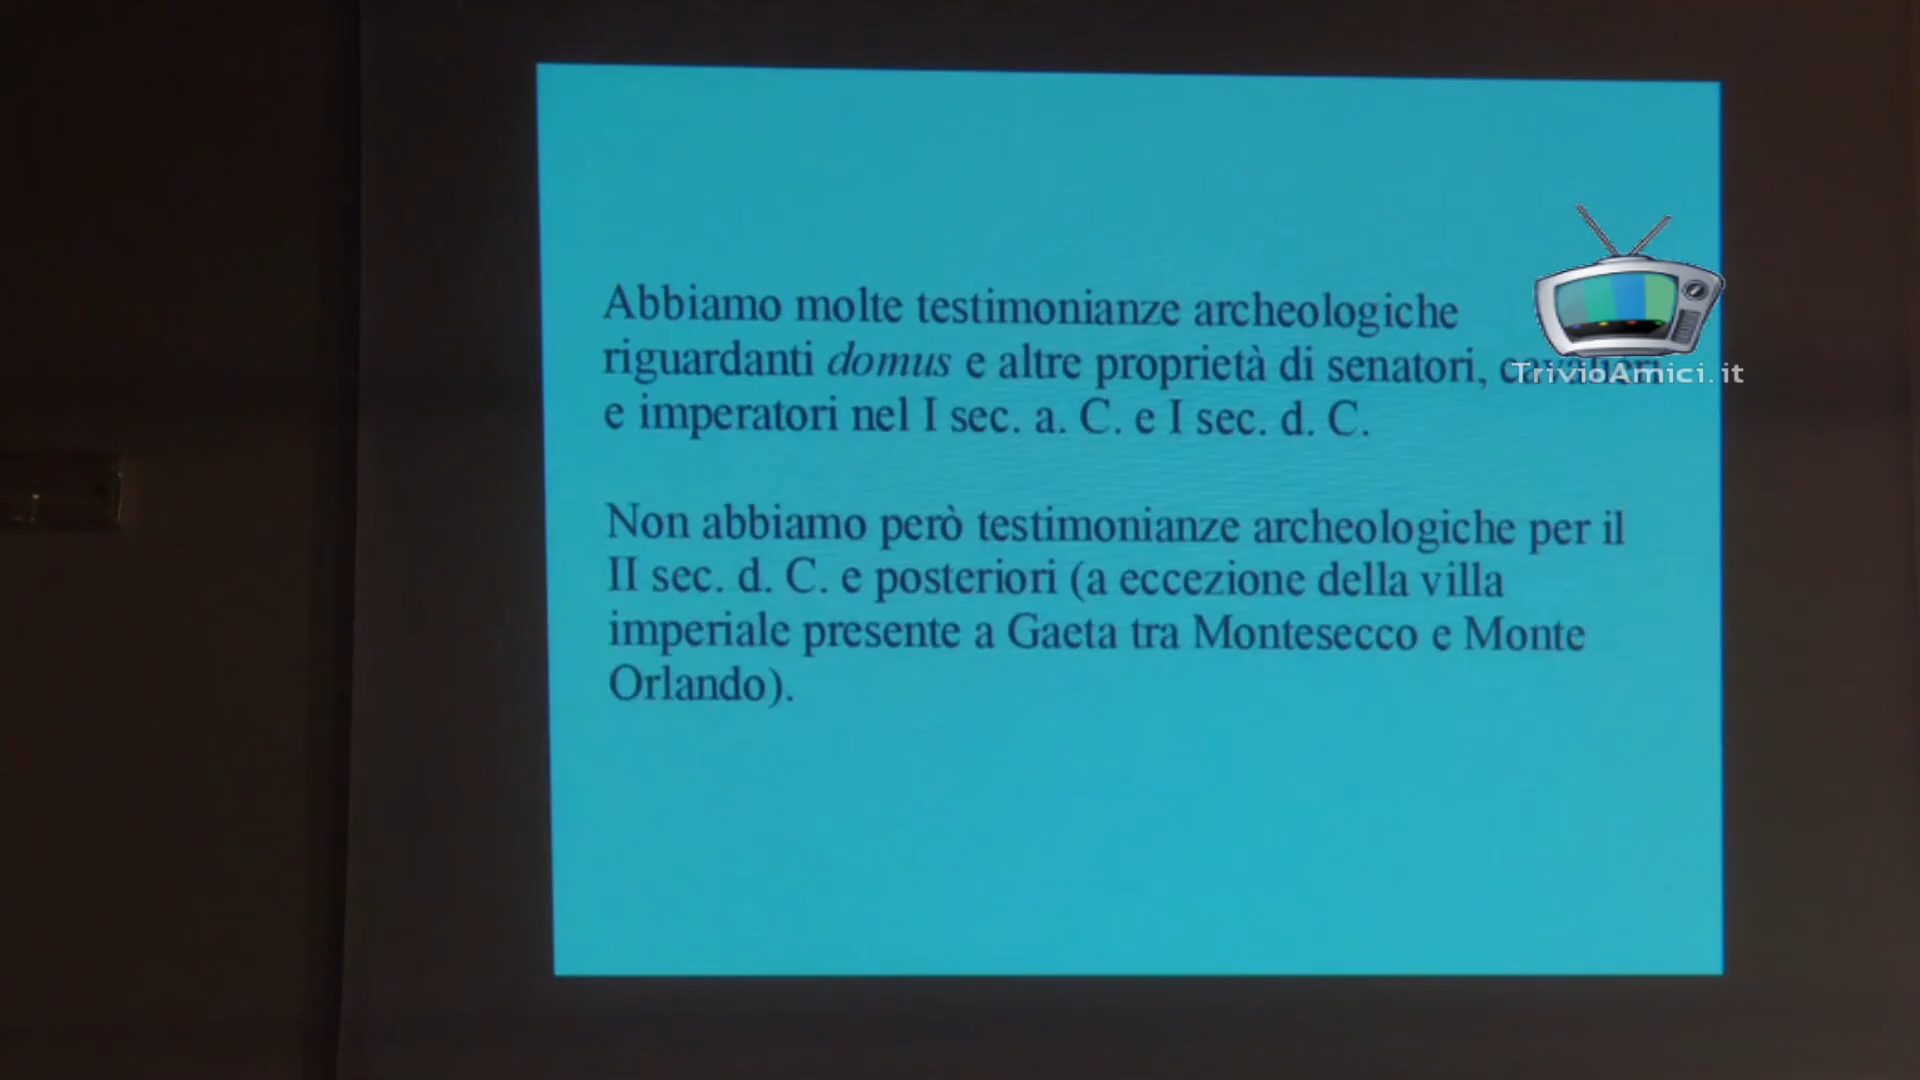 Abbiamo molte testimonianze archeologiche
riguardanti domus e altre proprietà di senatori,
e imperatori nel I sec. a. C. e I sec. d. C.
Non abbiamo però testimonianze archeologiche per il
II sec. d. C. e posteriori (a eccezione della villa
imperiale presente a Gaeta tra Montesecco e Monte
Orlando).
TrivioAmici.it